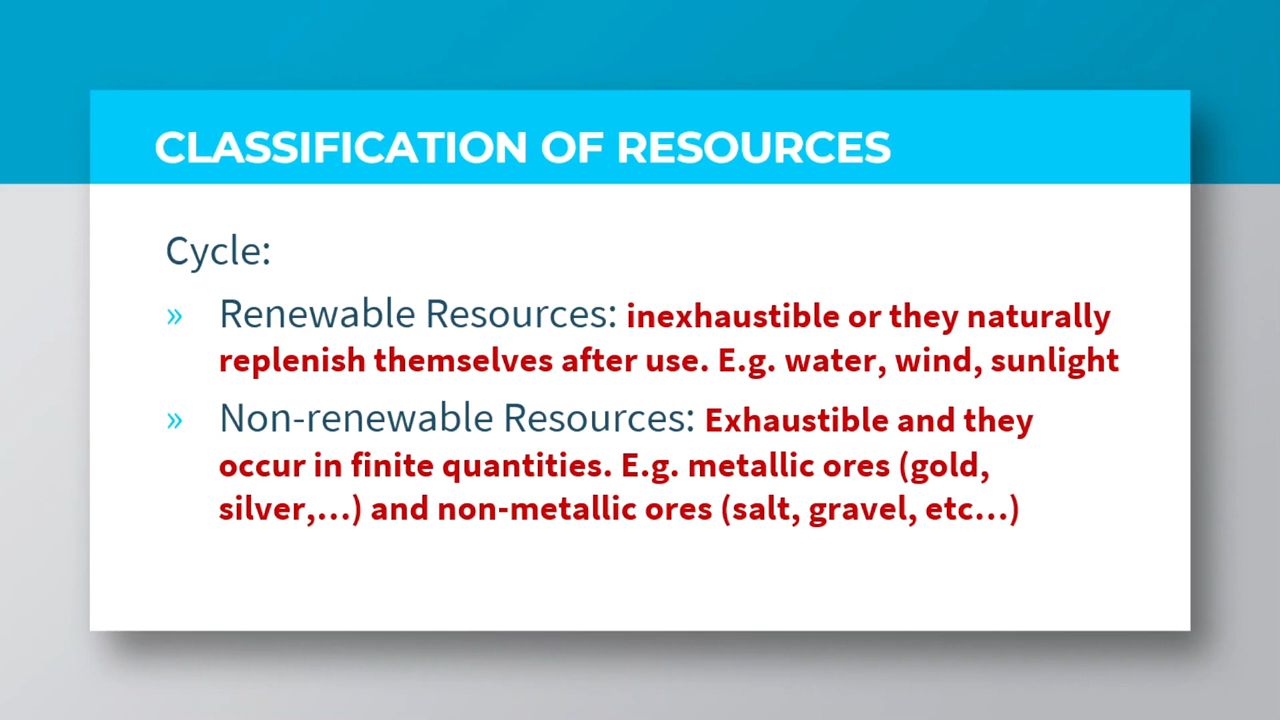 CLASSIFICATION OF RESOURCES
Cycle:
» Renewable Resources: inexhaustible or they naturally
replenish themselves after use. E.g. water, wind, sunlight
» Non-renewable Resources: Exhaustible and they
occur in finite quantities. E.g. metallic ores (gold,
silver,...) and non-metallic ores (salt, gravel, etc...)